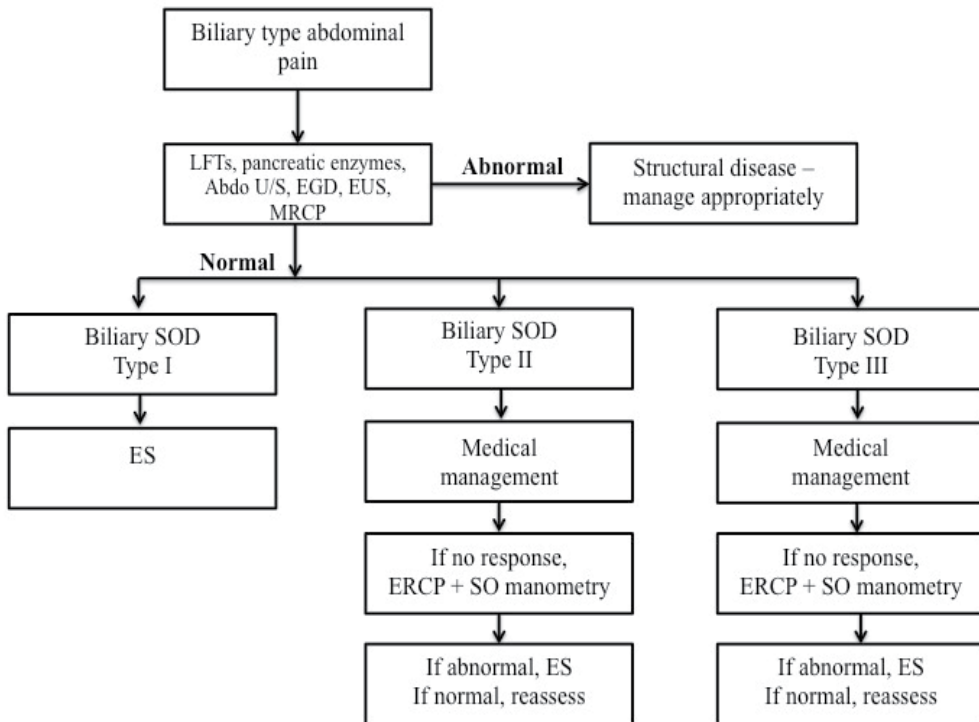 Biliary type abdominal
pain
LFTs, pancreatic enzymes,
Abdo U/S, EGD, EUS,
MRCP
Abnormal
Structural disease –
manage appropriately
Normal
Biliary SOD
Type I
Biliary SOD
Type II
Biliary SOD
Type III
ES
Medical
management
Medical
management
If no response,
ERCP + SO manometry
If no response,
ERCP + SO manometry
If abnormal, ES
If normal, reassess
If abnormal, ES
If normal, reassess